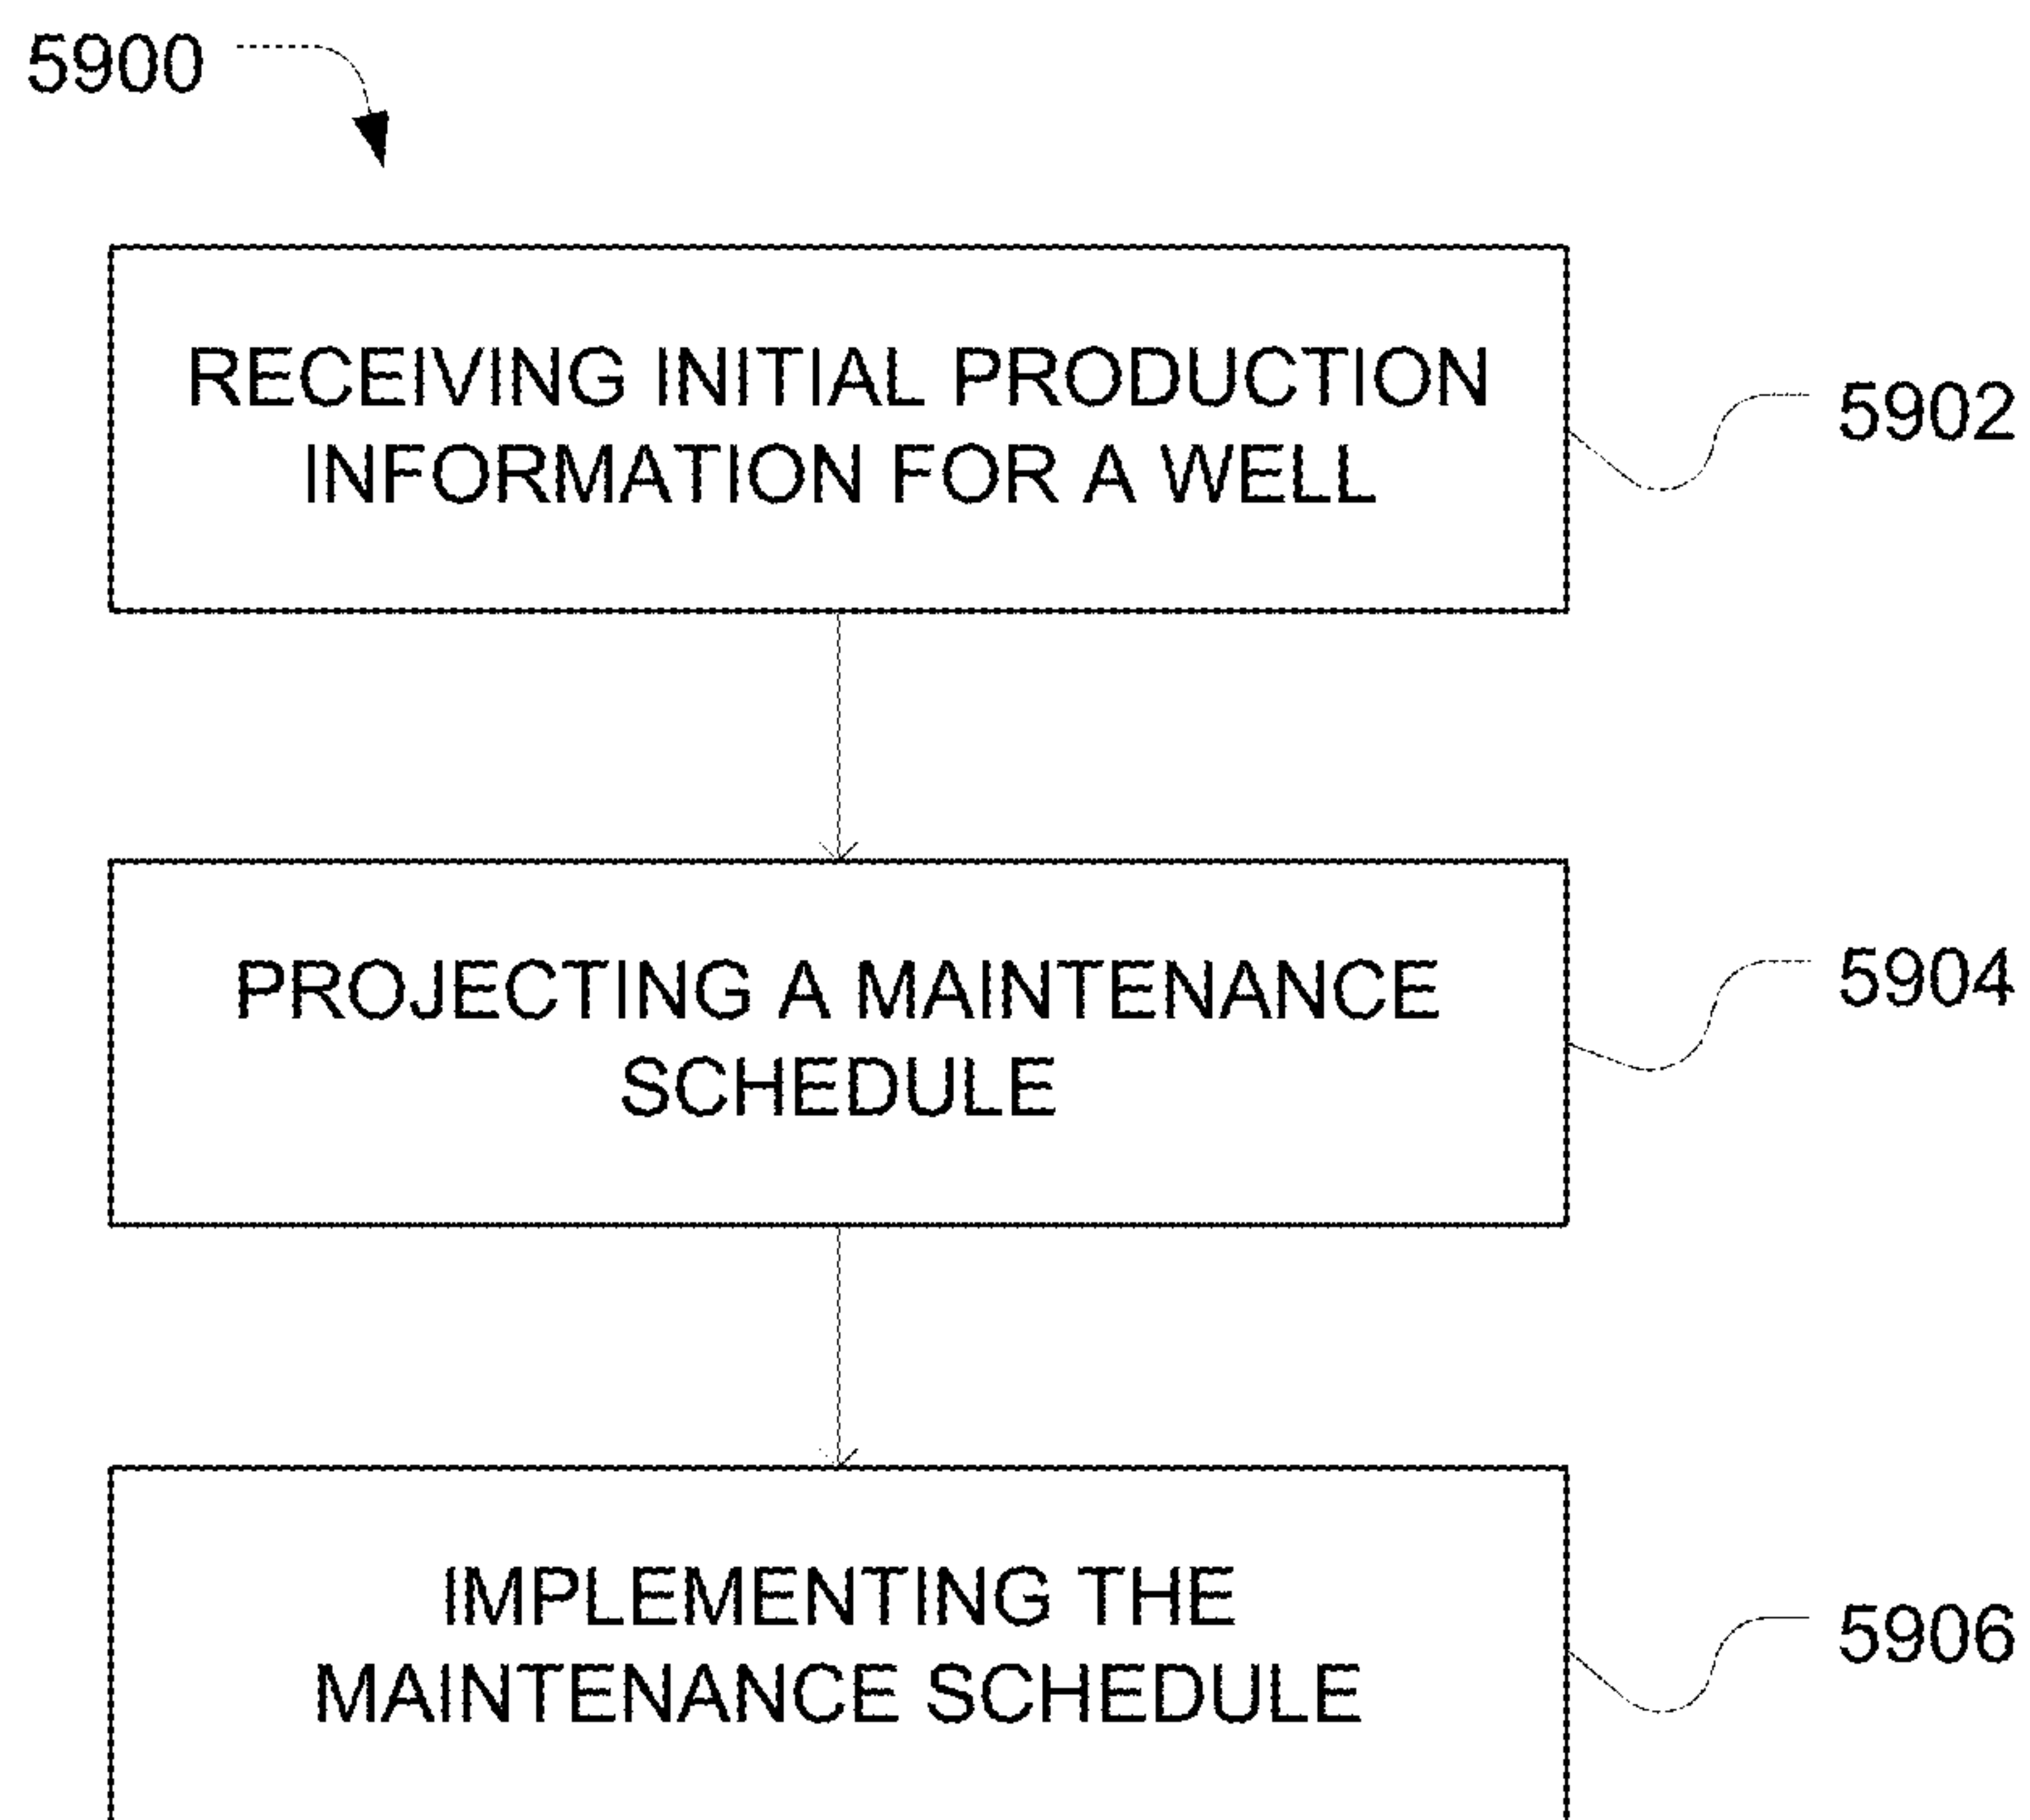 5900
RECEIVING INITIAL PRODUCTION
INFORMATION FOR A WELL
5902
PROJECTING A MAINTENANCE
SCHEDULE
5904
IMPLEMENTING THE
MAINTENANCE SCHEDULE
5906